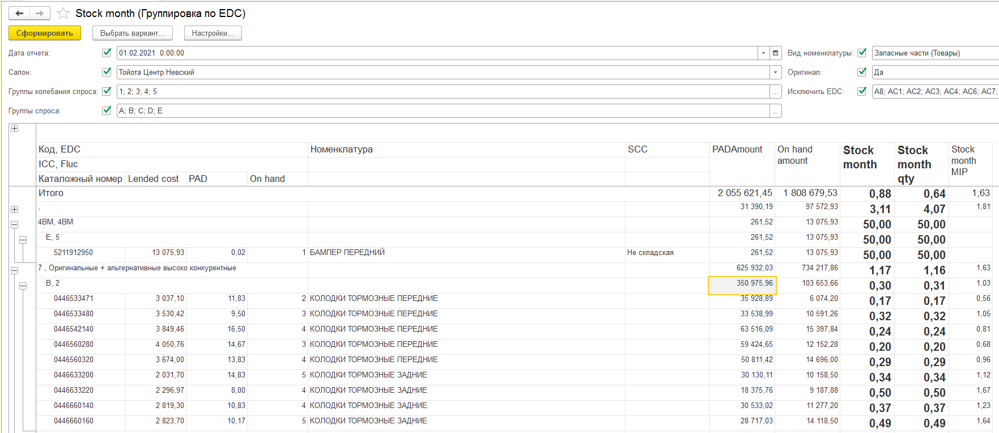 Stock month (Группировка по EDC)
Сформировать Выбрать вариант... Настройки...
Дата отчета: 01.02.2021 0:00:00 Вид номенклатуры: Запасные части (Товары)
Салон: Тойота Центр Невский Оригинал: Да
Группы колебания спроса: 1; 2; 3; 4; 5 ... Исключить EDC: A8; AC1; AC2; AC3; AC4; AC6; AC7;
Группы спроса: A; B; C; D; E ...
Код, EDC Номенклатура SCC PADAmount On hand amount Stock month Stock month qty Stock month MIP
ICC, Fluc
Каталожный номер Lended cost PAD On hand
Итого 2 055 621,45 1 808 679,53 0,88 0,64 1,63
, 31 390,19 97 572,93 3,11 4,07 1,81
4BM, 4BM 261,52 13 075,93 50,00 50,00
E, 5 261,52 13 075,93 50,00 50,00
5211912950 13 075,93 0,02 1 БАМПЕР ПЕРЕДНИЙ Не складская 261,52 13 075,93 50,00 50,00
7 , Оригинальные + альтернативные высоко конкурентные 625 932,03 734 217,86 1,17 1,16 1,63
B, 2 350 975,96 103 653,66 0,30 0,31 1,03
0446533471 3 037,10 11,83 2 КОЛОДКИ ТОРМОЗНЫЕ ПЕРЕДНИЕ 35 928,89 6 074,20 0,17 0,17 0,56
0446533480 3 530,42 9,50 3 КОЛОДКИ ТОРМОЗНЫЕ ПЕРЕДНИЕ 33 538,99 10 591,26 0,32 0,32 1,05
0446542140 3 849,46 16,50 4 КОЛОДКИ ТОРМОЗНЫЕ ПЕРЕДНИЕ 63 516,09 15 397,84 0,24 0,24 0,81
0446560280 4 050,76 14,67 3 КОЛОДКИ ТОРМОЗНЫЕ ПЕРЕДНИЕ 59 424,65 12 152,28 0,20 0,20 0,68
0446560320 3 674,00 13,83 4 КОЛОДКИ ТОРМОЗНЫЕ ПЕРЕДНИЕ 50 811,42 14 696,00 0,29 0,29 0,96
0446633200 2 031,70 14,83 5 КОЛОДКИ ТОРМОЗНЫЕ ЗАДНИЕ 30 130,11 10 158,50 0,34 0,34 1,12
0446633220 2 296,97 8,00 4 КОЛОДКИ ТОРМОЗНЫЕ ЗАДНИЕ 18 375,76 9 187,88 0,50 0,50 1,67
0446660140 2 819,30 10,83 4 КОЛОДКИ ТОРМОЗНЫЕ ЗАДНИЕ 30 533,02 11 277,20 0,37 0,37 1,23
0446660160 2 823,70 10,17 5 КОЛОДКИ ТОРМОЗНЫЕ ЗАДНИЕ 28 717,03 14 118,50 0,49 0,49 1,64